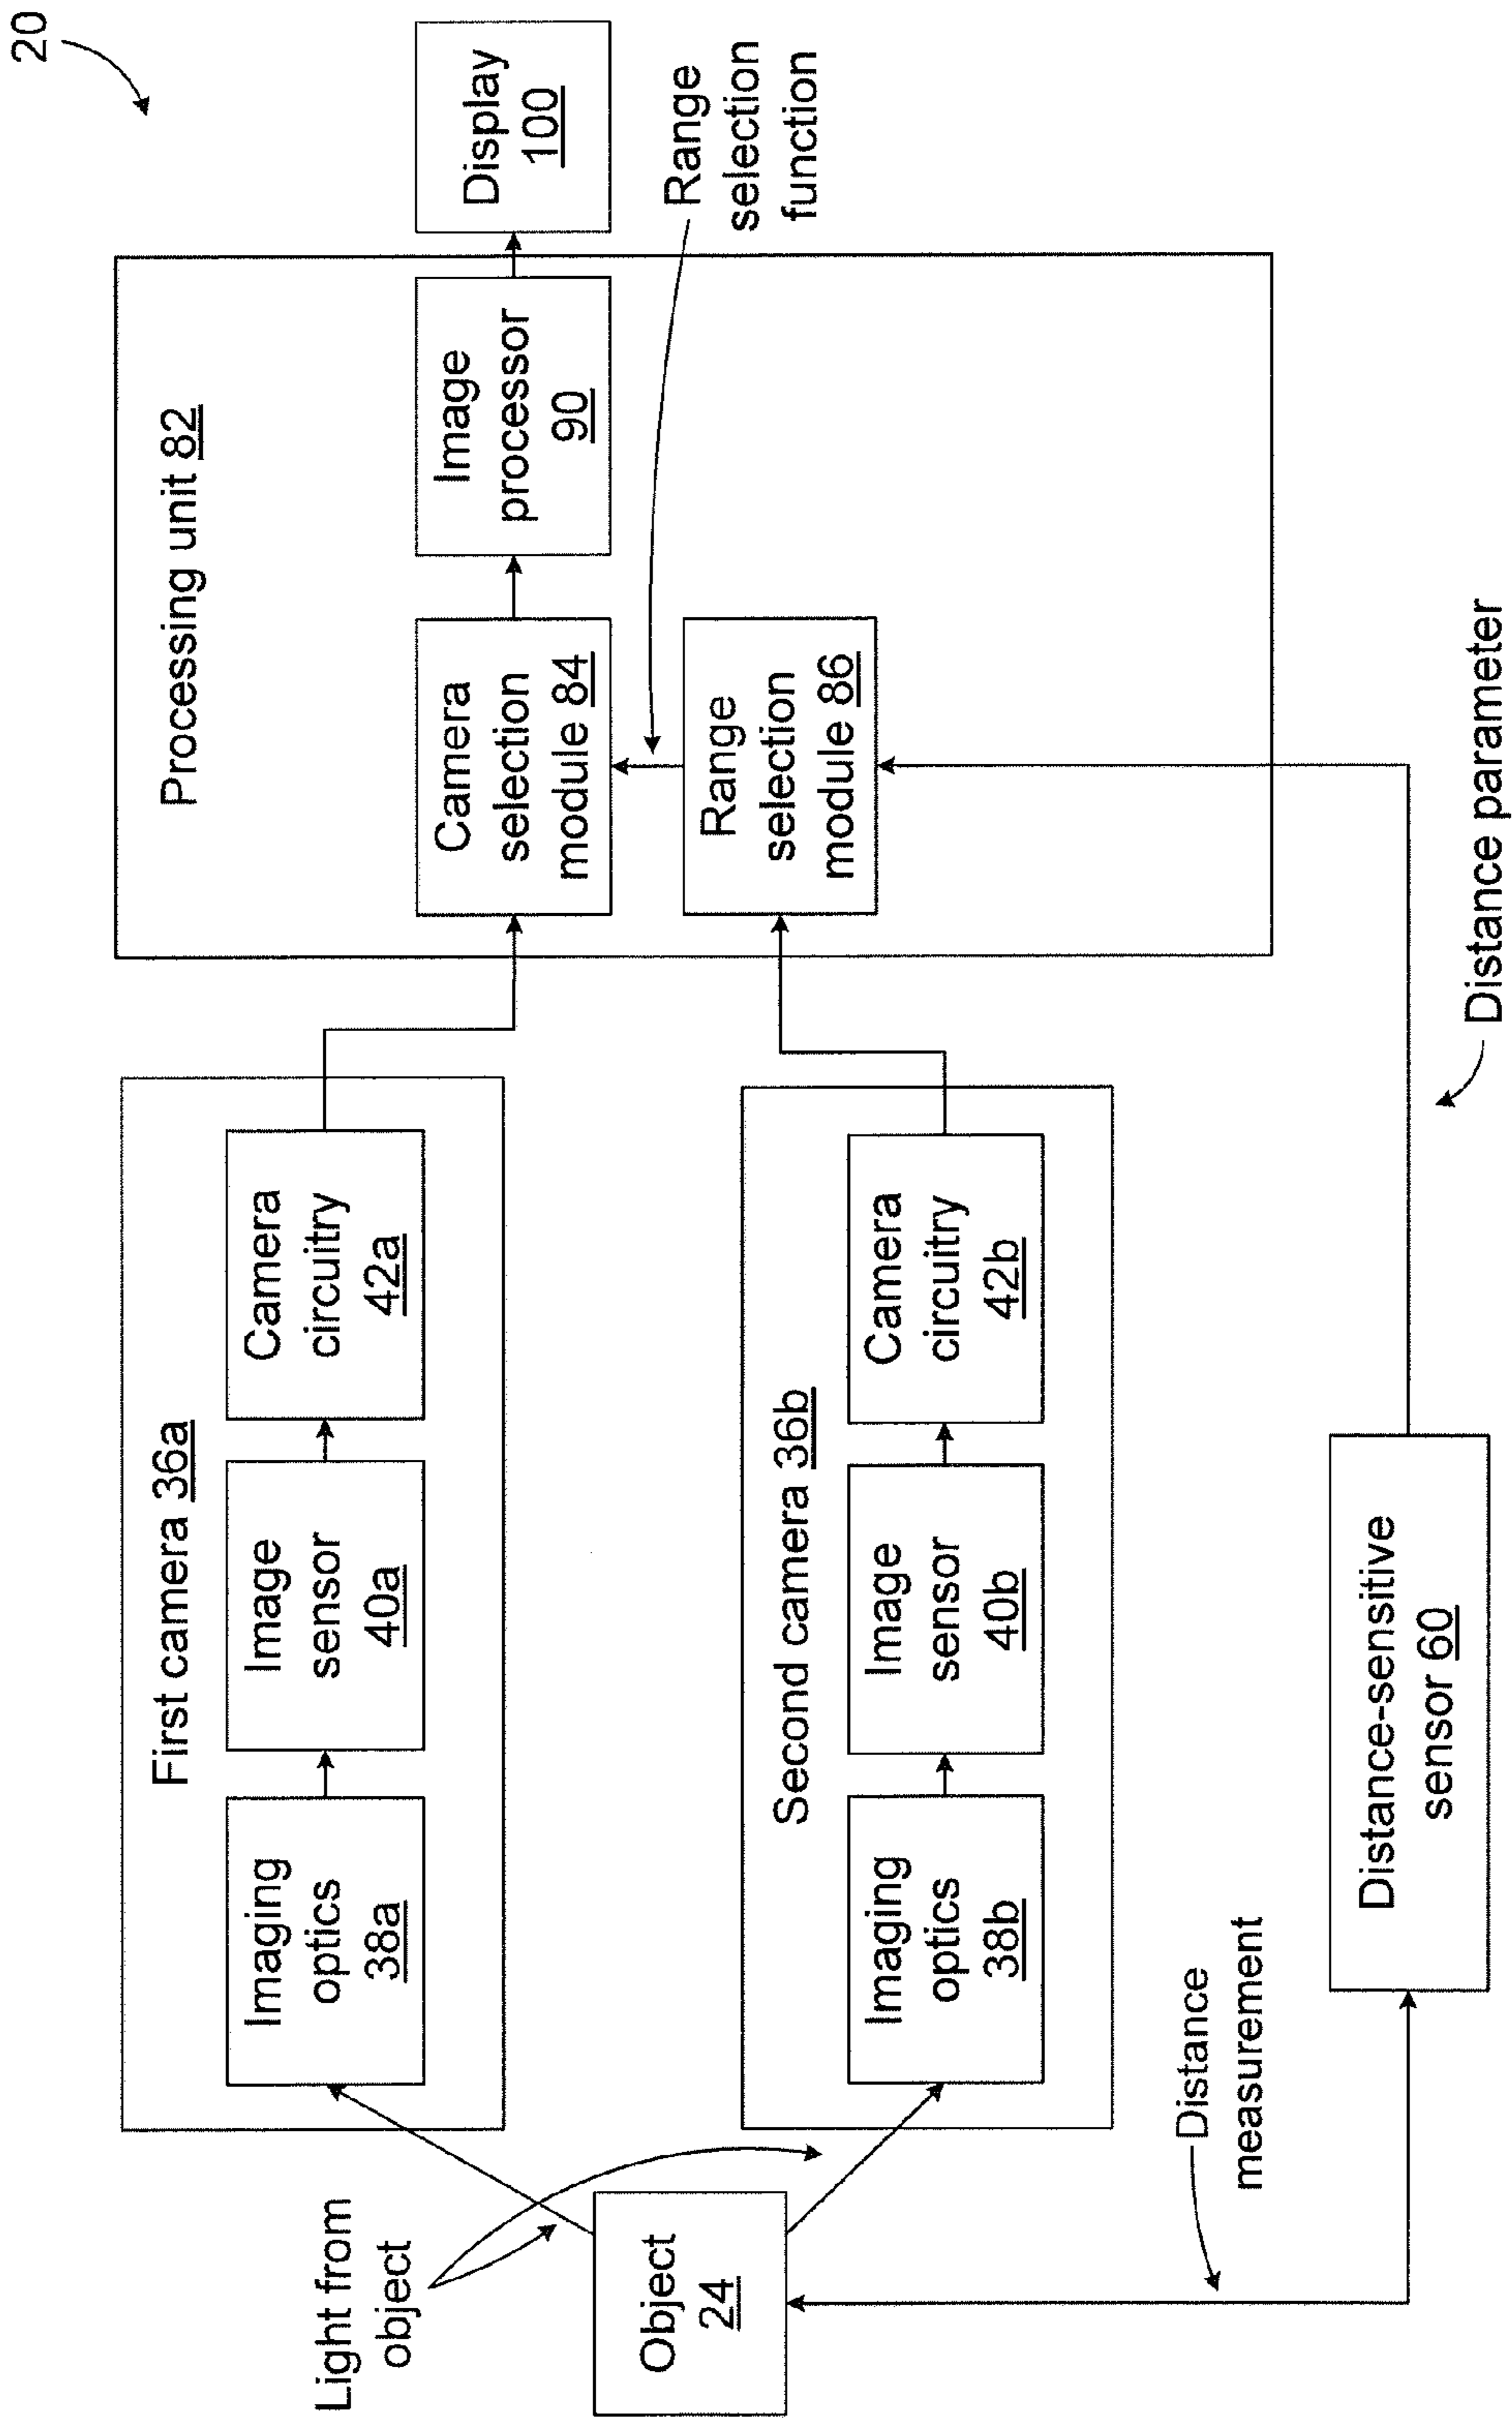 20
Processing unit 82
Display
100
Image
processor
90
Camera
selection
module 84
Range
selection
module 86
Range
selection
function
First camera 36a
Imaging
optics
38a
Image
sensor
40a
Camera
circuitry
42a
Light from
object
Object
24
Second camera 36b
Imaging
optics
38b
Image
sensor
40b
Camera
circuitry
42b
Distance
measurement
Distance-sensitive
sensor 60
Distance parameter